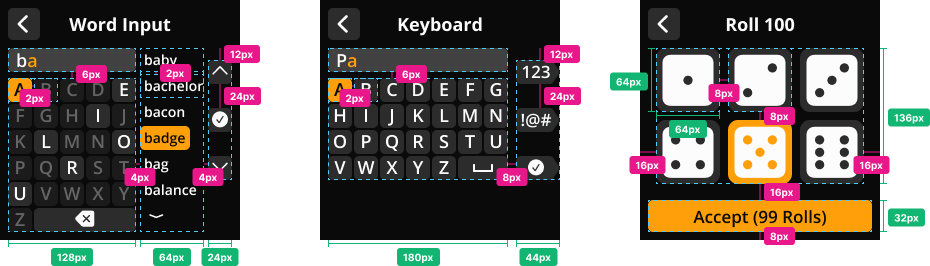 Word Input
ba
A B C D E
F G H I J
K L M N O
P Q R S T
U V W X Y
Z
baby
bachelor
bacon
badge
bag
balance
12px
6px
2px
2px
24px
4px
4px
128px
64px
24px
Keyboard
Pa
A B C D E F G
H I J K L M N
O P Q R S T U
V W X Y Z
123
!@#
12px
6px
2px
24px
8px
180px
44px
Roll 100
64px
8px
8px
64px
136px
16px
16px
16px
Accept (99 Rolls)
32px
8px